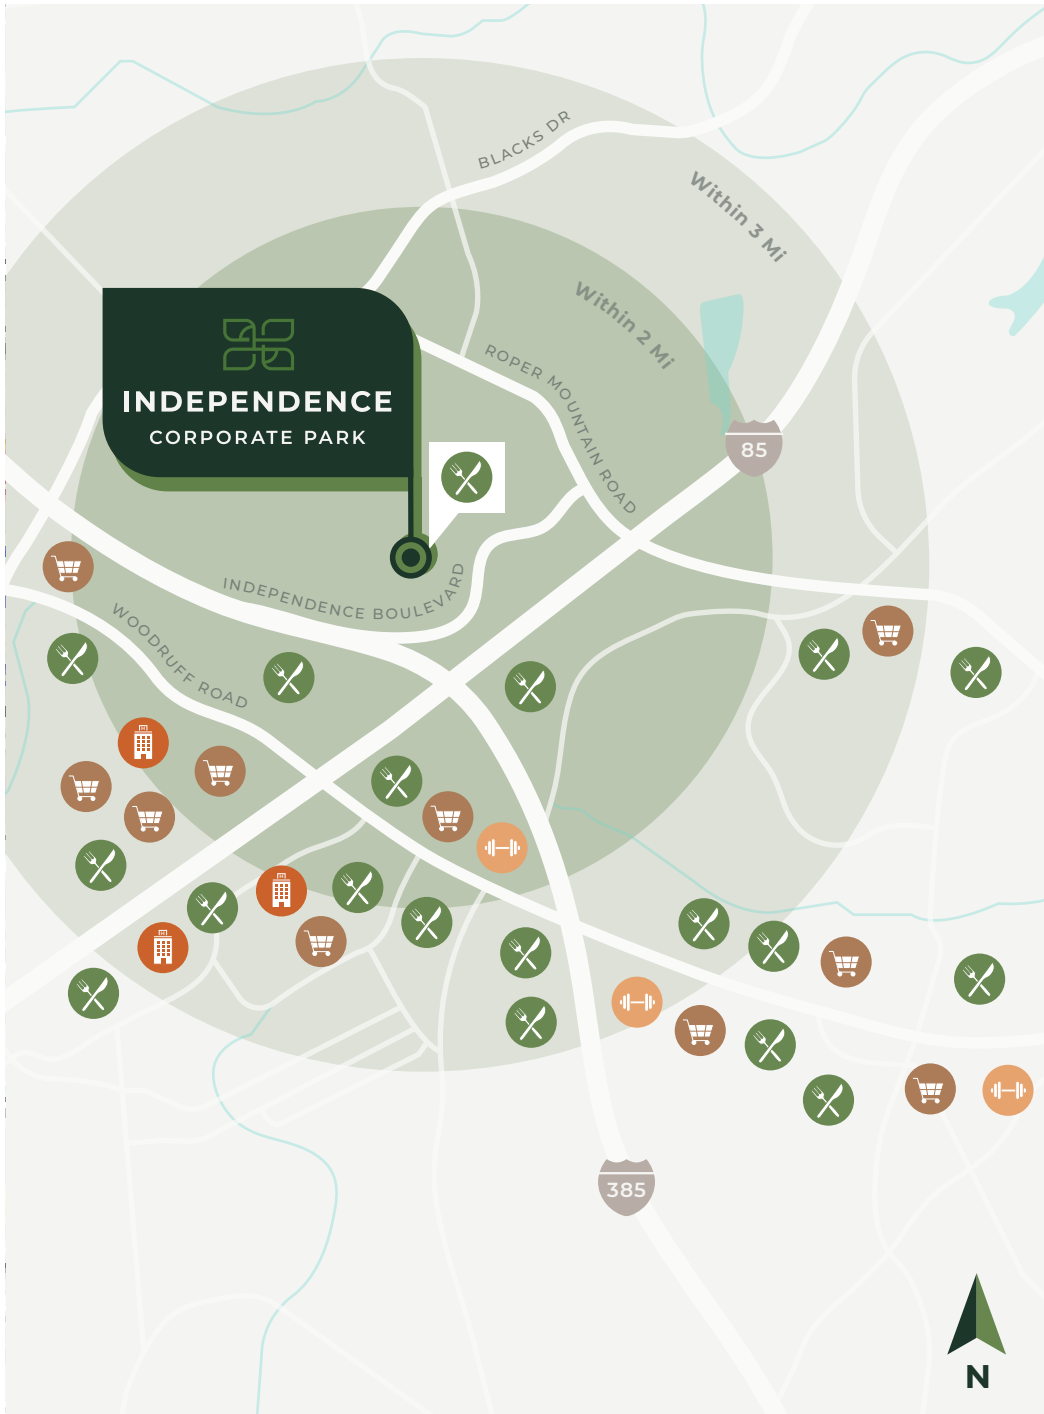 BLACKS DR
Within 3 Mi
Within 2 Mi
ROPER MOUNTAIN ROAD
INDEPENDENCE
CORPORATE PARK
85
INDEPENDENCE BOULEVARD
WOODRUFF ROAD
385
N